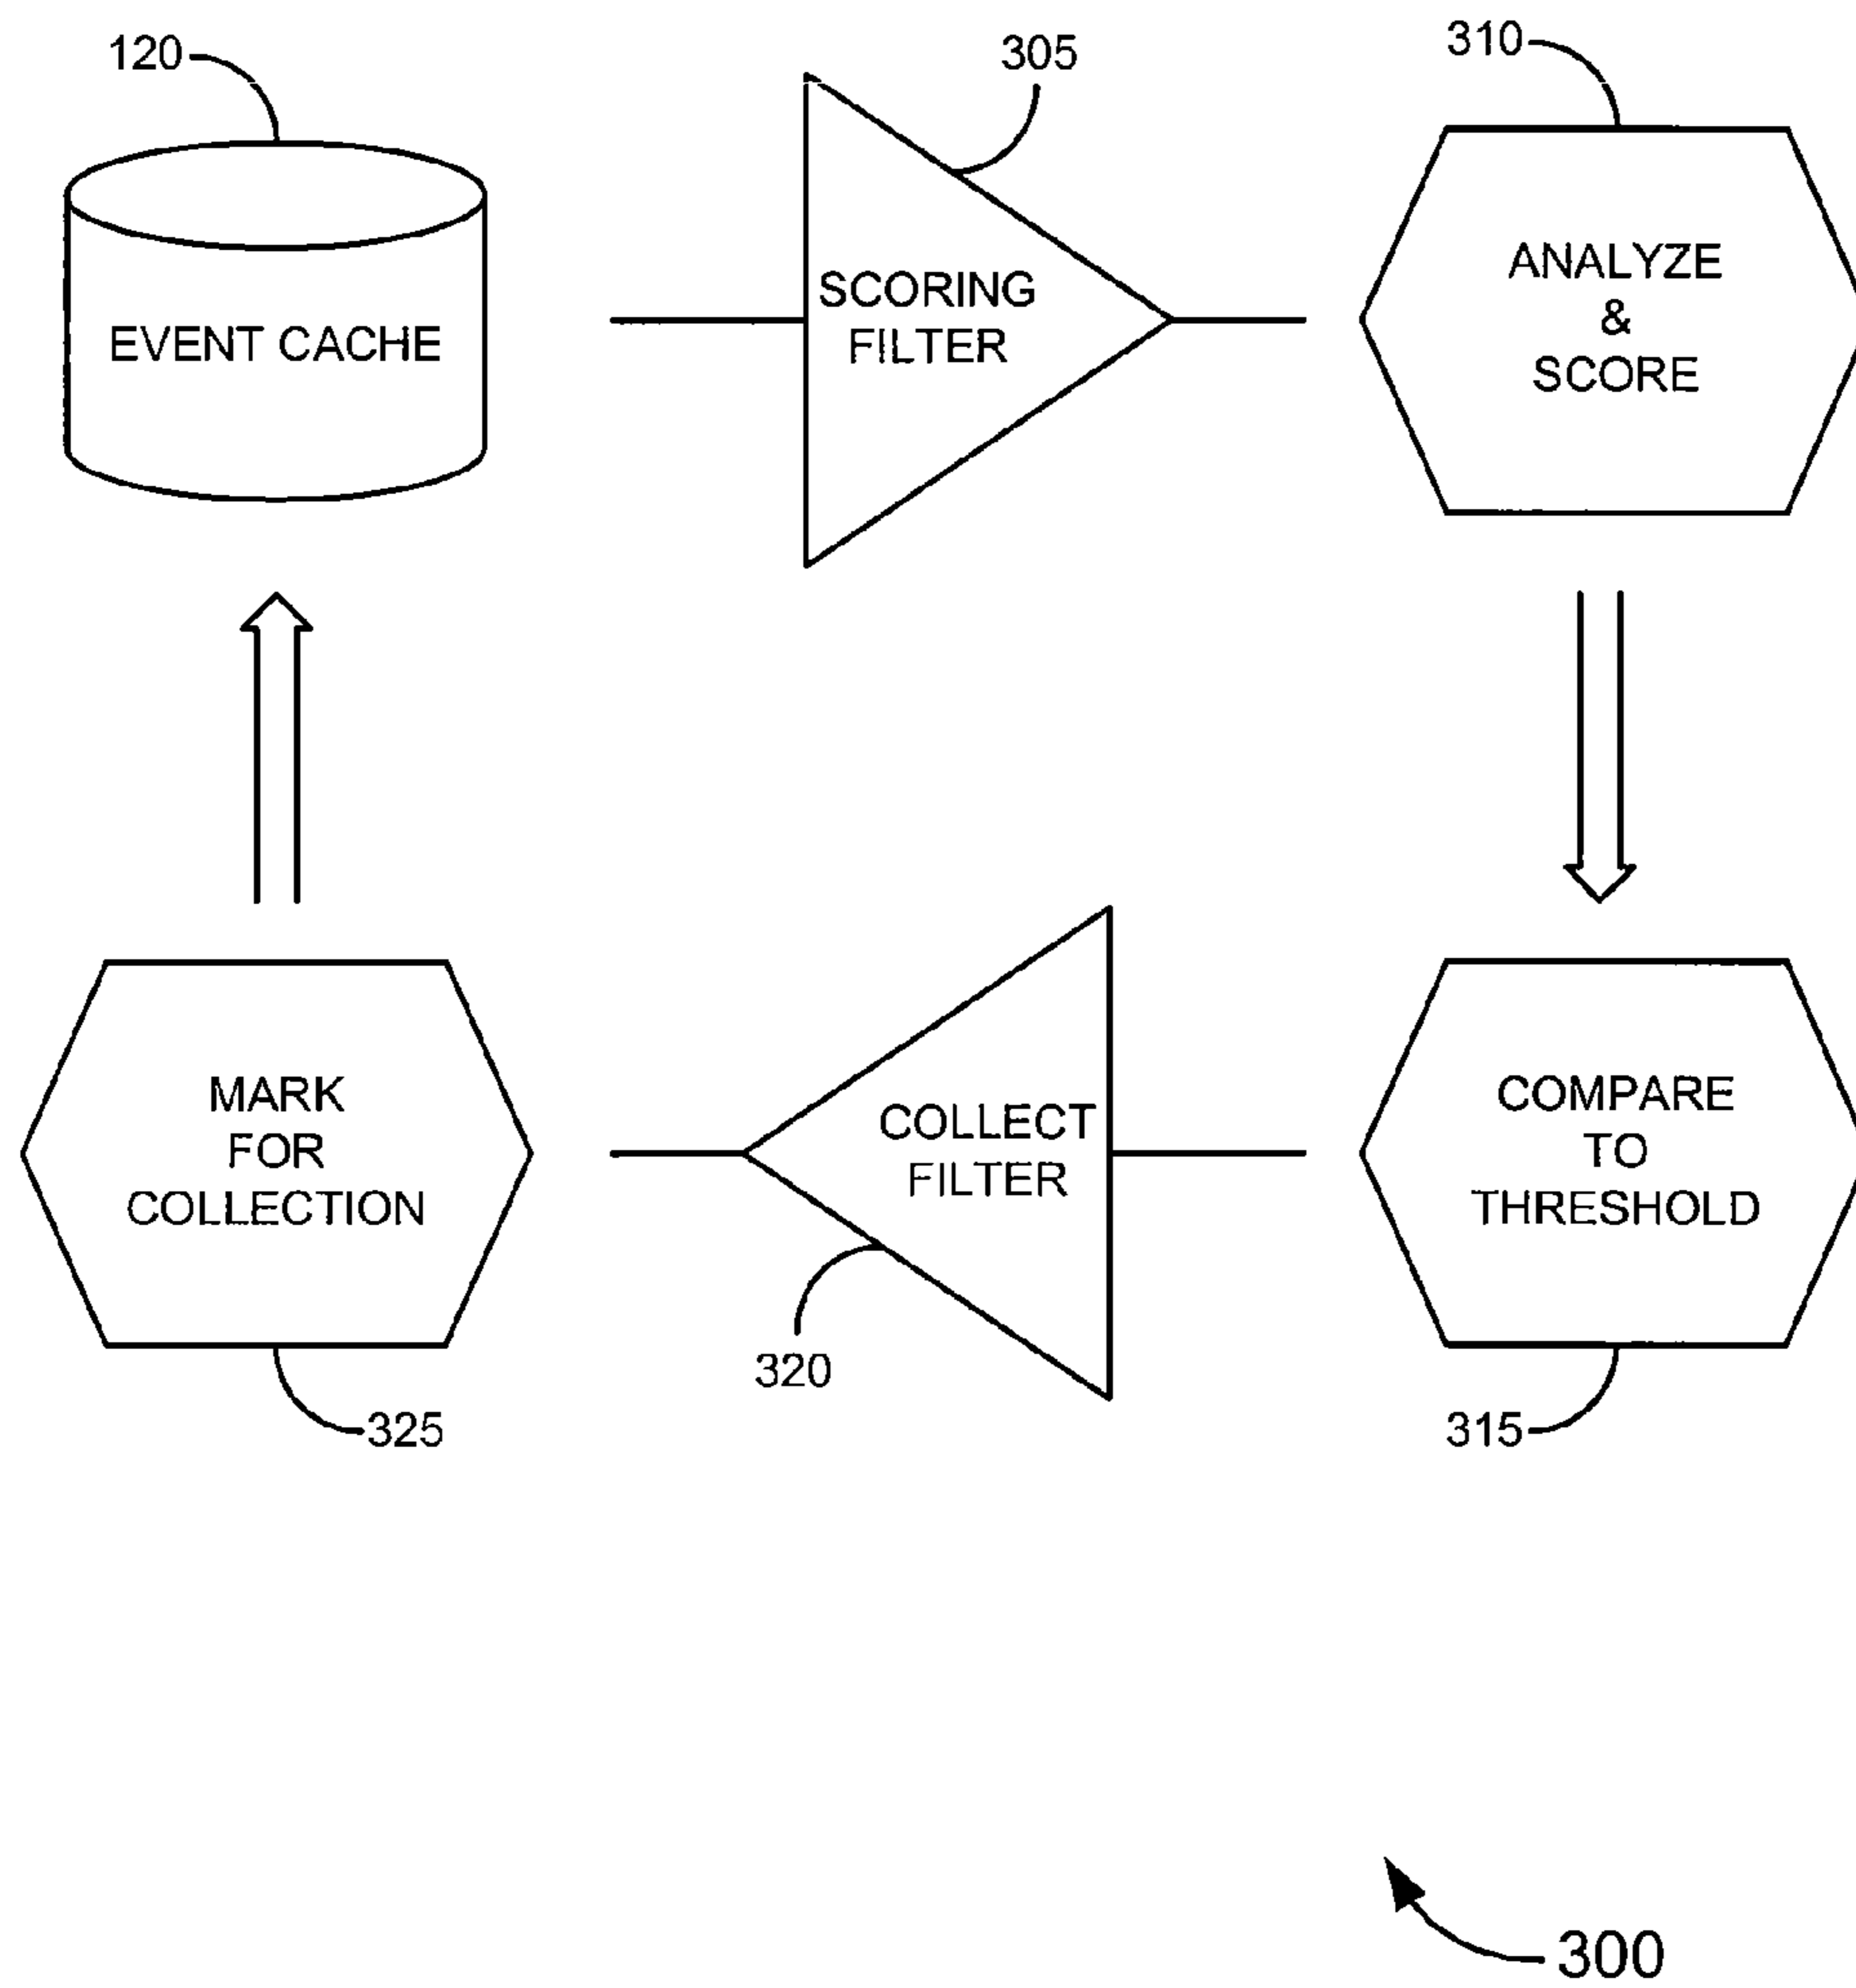 120
305
310
EVENT CACHE
SCORING
FILTER
ANALYZE
&
SCORE
MARK
FOR
COLLECTION
COLLECT
FILTER
COMPARE
TO
THRESHOLD
320
325
315
300